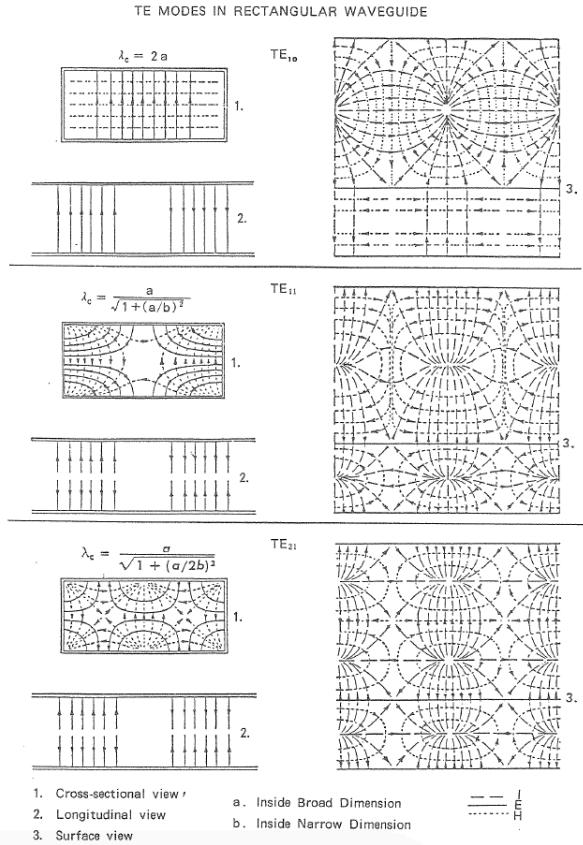 TE MODES IN RECTANGULAR WAVEGUIDE
λc = 2a
TE10
1.
2.
3.
λc = a / √1+(a/b)²
TE11
1.
2.
3.
λc = a / √1 + (a/2b)²
TE21
1.
2.
3.
1. Cross-sectional view
2. Longitudinal view
3. Surface view
a. Inside Broad Dimension
b. Inside Narrow Dimension
I
E
H